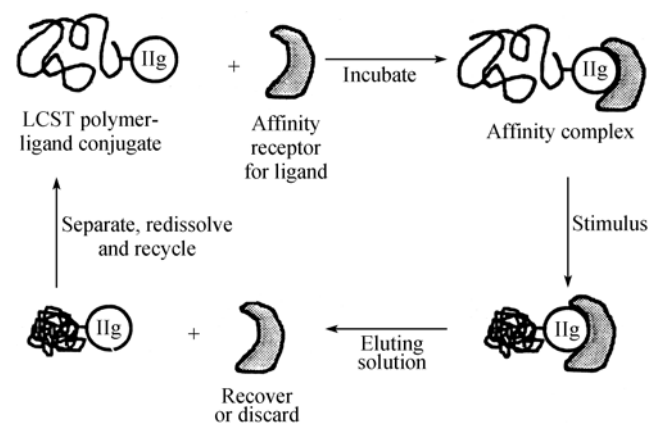 IIg
+
Incubate
IIg
LCST polymer-
ligand conjugate
Affinity
receptor
for ligand
Affinity complex
Separate, redissolve
and recycle
Stimulus
IIg
+
Eluting
solution
IIg
Recover
or discard